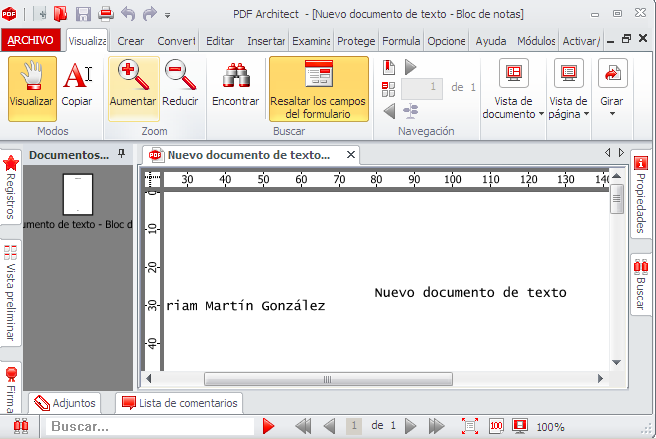 PDF Architect - [Nuevo documento de texto - Bloc de notas]
ARCHIVO Visualiza Crear Convert Editar Insertar Examina Protege Formula Opcione Ayuda Módulos Activar/
Visualizar Copiar Aumentar Reducir Encontrar Resaltar los campos del formulario 1 de 1 Vista de documento Vista de página Girar
Modos Zoom Buscar Navegación
Documentos... Nuevo documento de texto...
Registros
Vista preliminar
Firma
umento de texto - Bloc d
30 40 50 60 70 80 90 100 110 120 130 140
0
10
20
30
40
Nuevo documento de texto
riam Martín González
Propiedades
Buscar
Adjuntos Lista de comentarios
Buscar... 1 de 1 100 100%